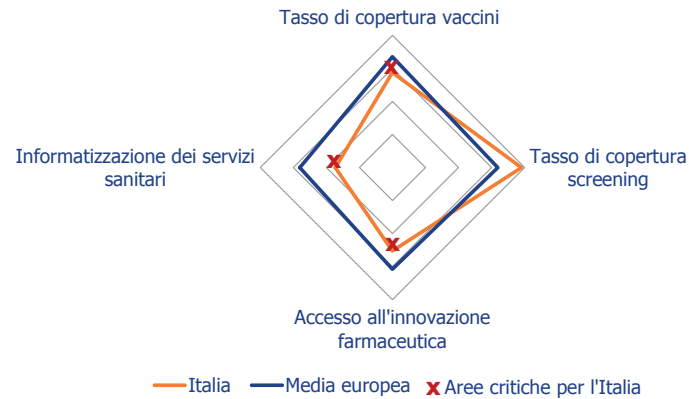 Tasso di copertura vaccini
Informatizzazione dei servizi
sanitari
Tasso di copertura
screening
Accesso all'innovazione
farmaceutica
Italia
Media europea
x Aree critiche per l'Italia